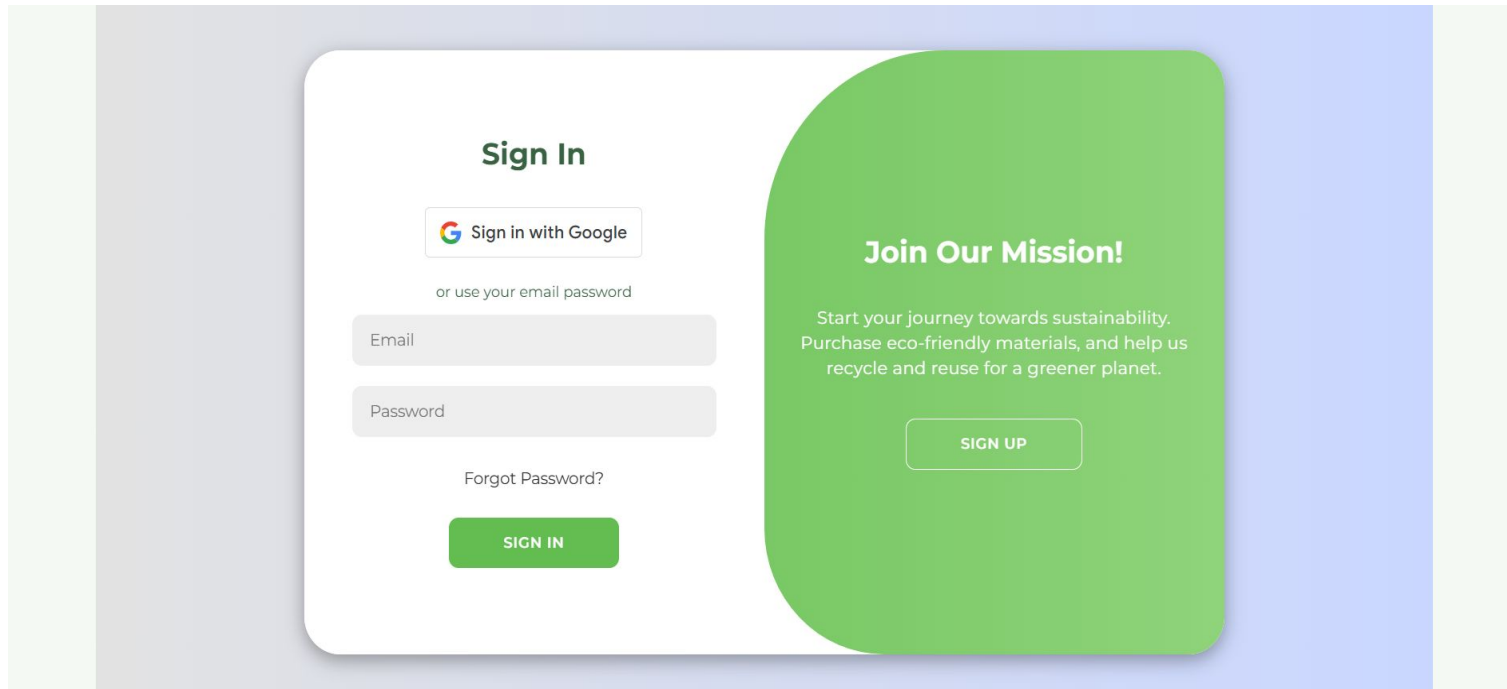 Sign In
Sign in with Google
or use your email password
Email
Password
Forgot Password?
SIGN IN
Join Our Mission!
Start your journey towards sustainability.
Purchase eco-friendly materials, and help us
recycle and reuse for a greener planet.
SIGN UP